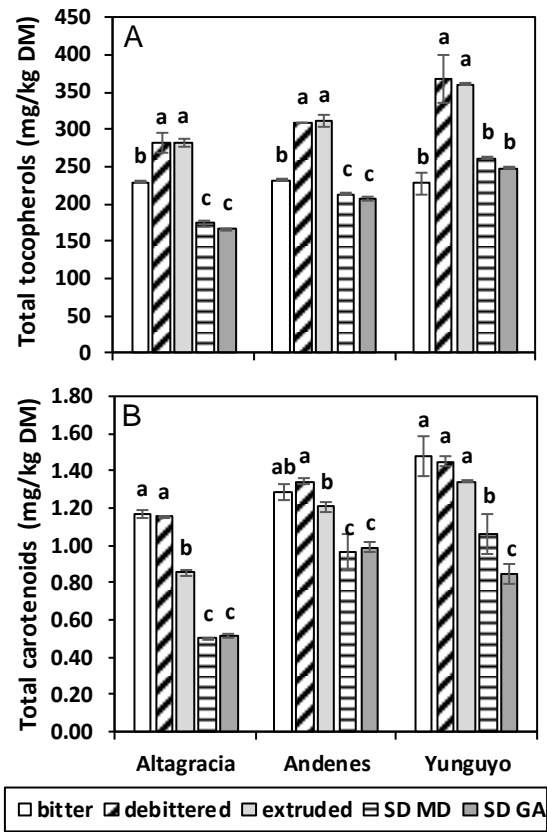 A
Total tocopherols (mg/kg DM)
450
400
350
300
250
200
150
100
50
0
b a a c c
b a a c c
b a a b b
B
Total carotenoids (mg/kg DM)
1.80
1.60
1.40
1.20
1.00
0.80
0.60
0.40
0.20
0.00
a a b c c
ab a b c c
a a a b c
Altagracia Andenes Yunguyo
bitter debittered extruded SD MD SD GA